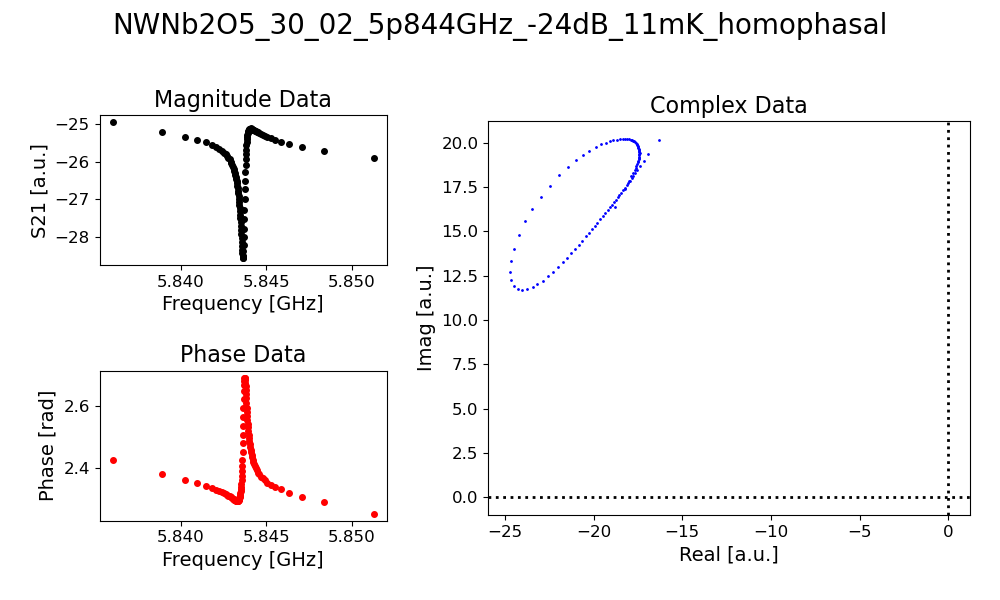 NWNb2O5_30_02_5p844GHz_-24dB_11mK_homophasal
Magnitude Data
S21 [a.u.]
−25
−26
−27
−28
5.840 5.845 5.850
Frequency [GHz]
Phase Data
Phase [rad]
2.6
2.4
5.840 5.845 5.850
Frequency [GHz]
Complex Data
Imag [a.u.]
20.0
17.5
15.0
12.5
10.0
7.5
5.0
2.5
0.0
−25 −20 −15 −10 −5 0
Real [a.u.]